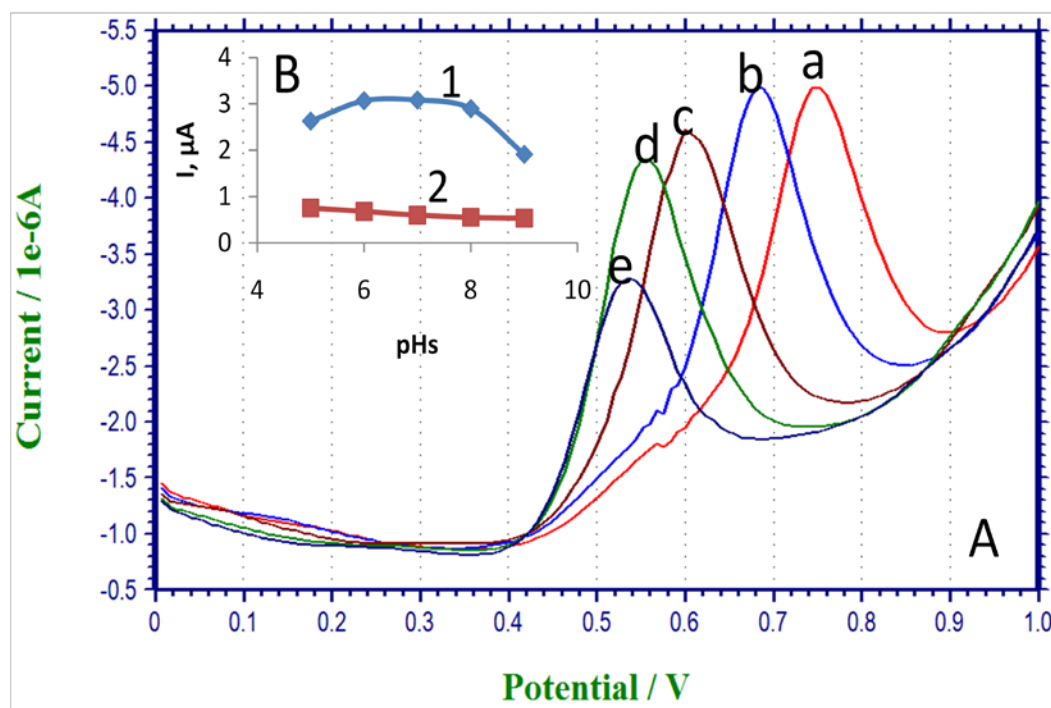 -5.5
-5.0
-4.5
-4.0
-3.5
-3.0
-2.5
-2.0
-1.5
-1.0
-0.5
Current / 1e-6A
0 0.1 0.2 0.3 0.4 0.5 0.6 0.7 0.8 0.9 1.0
Potential / V
A
a
b
c
d
e
B
4
3
2
1
0
I, µA
1
2
4 6 8 10
pHs